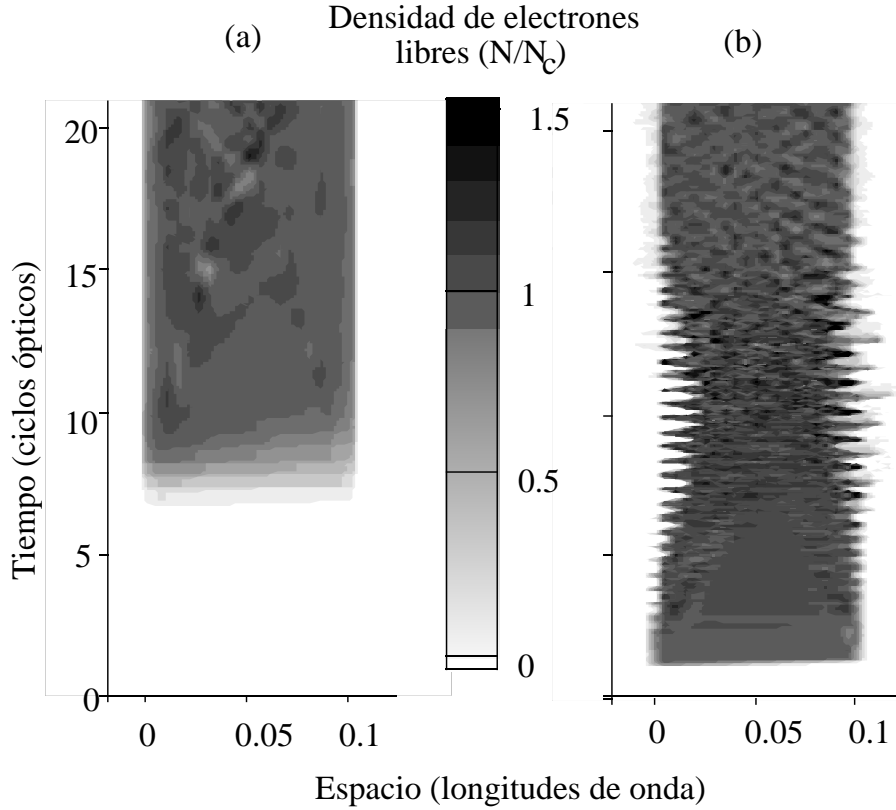 (a)
Densidad de electrones
libres (N/Nc)
(b)
Tiempo (ciclos ópticos)
20
15
10
5
0
1.5
1
0.5
0
0 0.05 0.1
0 0.05 0.1
Espacio (longitudes de onda)